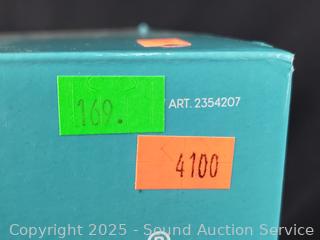 169.
ART. 2354207
4100
Copyright 2025 - Sound Auction Service